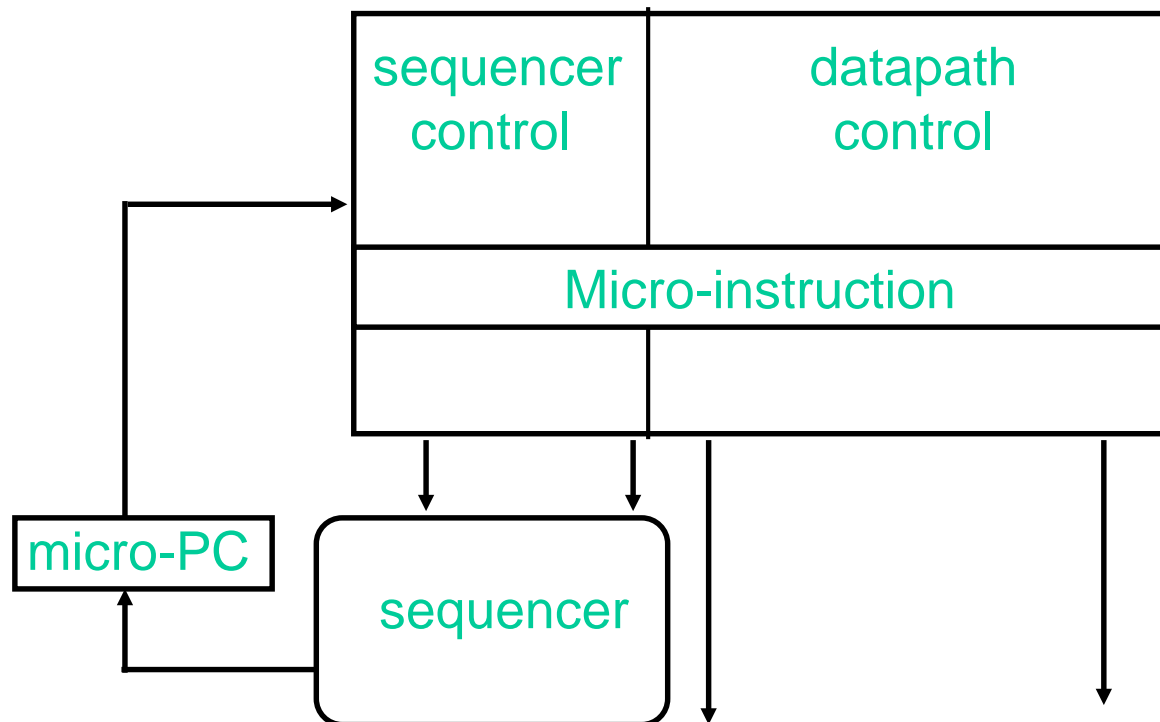 sequencer
control
datapath
control
Micro-instruction
micro-PC
sequencer